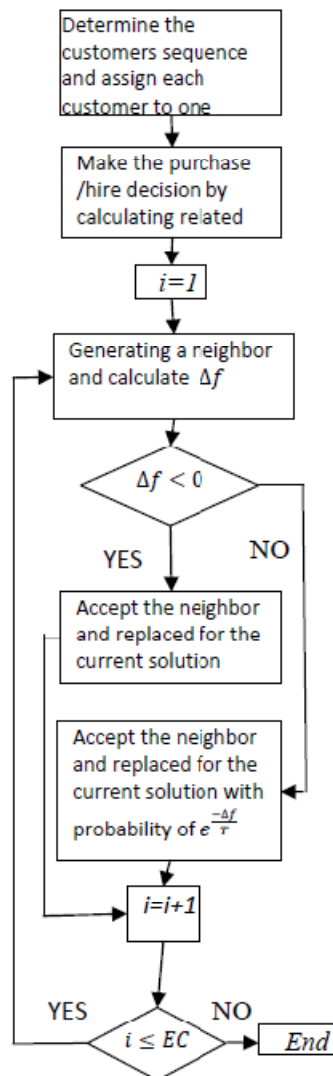 Determine the
customers sequence
and assign each
customer to one
Make the purchase
/hire decision by
calculating related
i=1
Generating a neighbor
and calculate Δf
Δf < 0
YES
NO
Accept the neighbor
and replaced for the
current solution
Accept the neighbor
and replaced for the
current solution with
probability of e^{-Δf/τ}
i=i+1
YES
NO
i ≤ EC
End